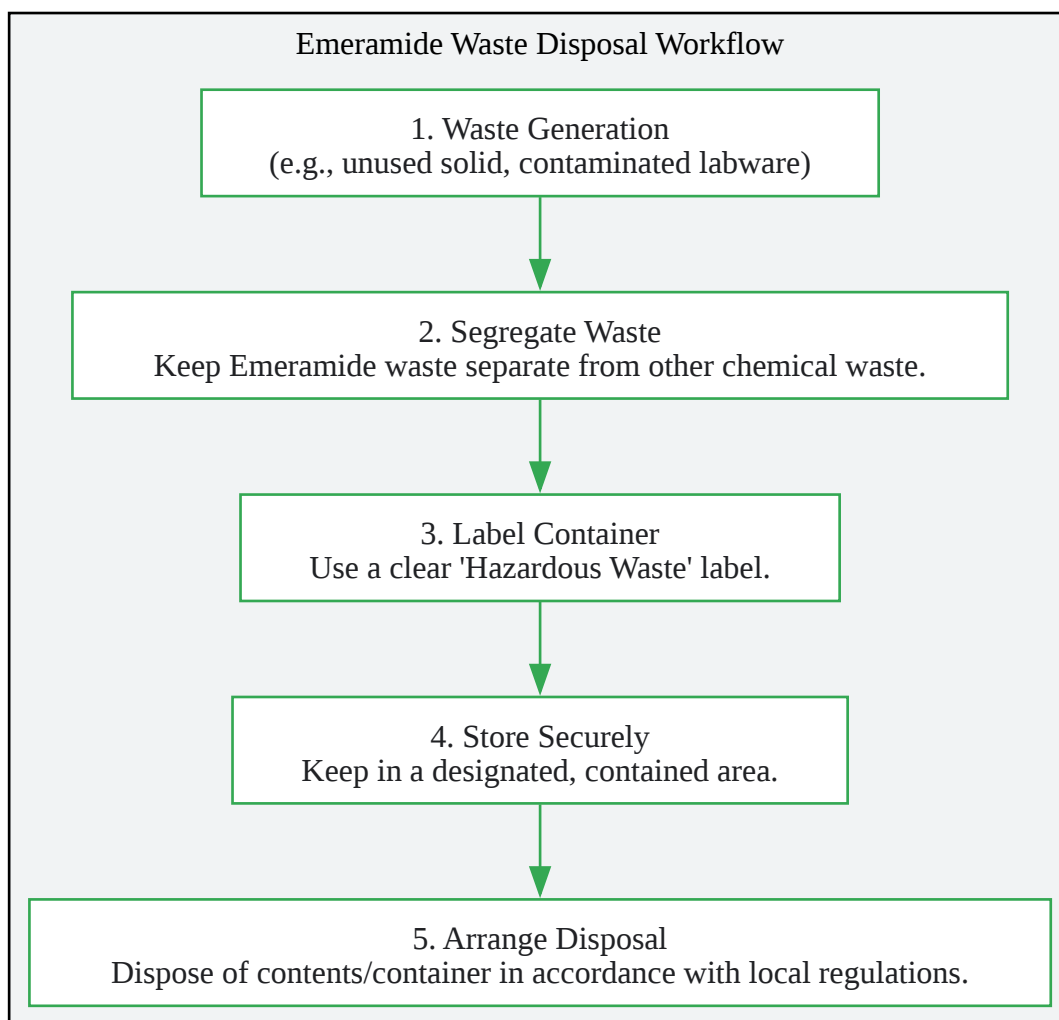 Emeramide Waste Disposal Workflow
1. Waste Generation
(e.g., unused solid, contaminated labware)
2. Segregate Waste
Keep Emeramide waste separate from other chemical waste.
3. Label Container
Use a clear 'Hazardous Waste' label.
4. Store Securely
Keep in a designated, contained area.
5. Arrange Disposal
Dispose of contents/container in accordance with local regulations.